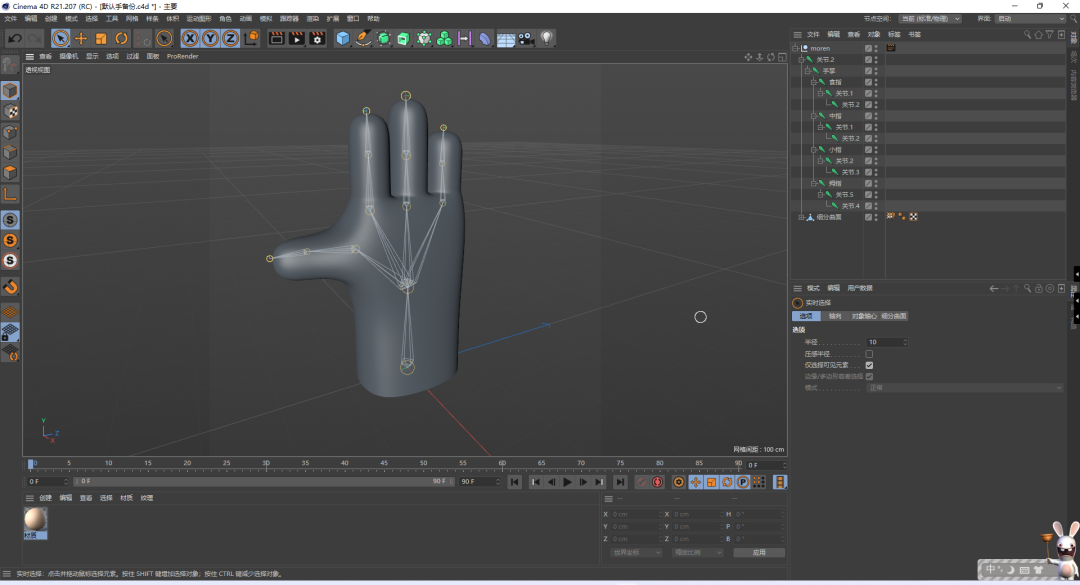 Cinema 4D R21.207 (RC) - [默认手备份.c4d *] - 主要
文件 编辑 创建 模式 选择 工具 网格 样条 体积 运动图形 角色 动画 模拟 跟踪器 渲染 扩展 窗口 帮助
节点空间: 当前 (标准/物理) 界面: 启动
X Y Z
查看 摄像机 显示 选项 过滤 面板 ProRender
透视视图
网格间距 : 100 cm
Y
Z
X
S
S
S
文件 编辑 查看 对象 标签 书签
moren
关节.2
手掌
食指
关节.1
关节.2
中指
关节.1
关节.2
小指
关节.2
关节.3
拇指
关节.5
关节.4
细分曲面
模式 编辑 用户数据
实时选择
选项 轴向 对象轴心 细分曲面
选项
半径 10
压感半径
仅选择可见元素
边缘/多边形容差选择
模式 正常
0 5 10 15 20 25 30 35 40 45 50 55 60 65 70 75 80 85 90 0 F
0 F 0 F 90 F 90 F
P
创建 编辑 查看 选择 材质 纹理
材质
-- -- --
X 0 cm X 0 cm H 0 °
Y 0 cm Y 0 cm P 0 °
Z 0 cm Z 0 cm B 0 °
世界坐标 缩放比例 应用
实时选择: 点击并拖动鼠标选择元素。按住 SHIFT 键增加选择对象; 按住 CTRL 键减少选择对象。
中